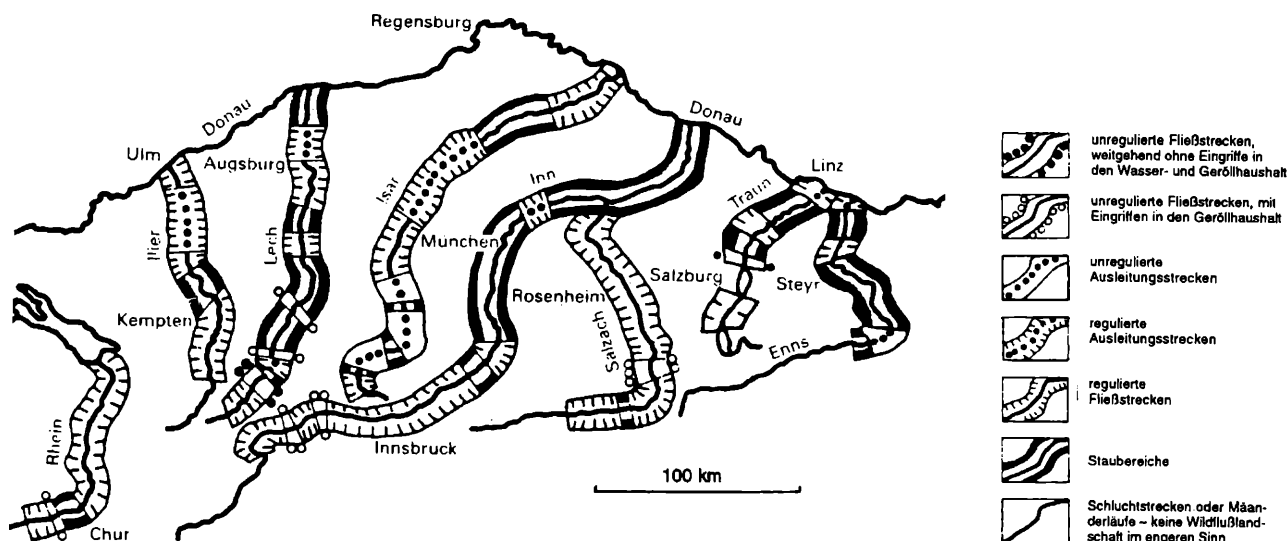 Regensburg
Donau
Ulm
Augsburg
Iller
Lech
Isar
Inn
Donau
Linz
Traun
München
Salzburg
Steyr
Kempten
Rosenheim
Salzach
Enns
Rhein
Innsbruck
Chur
100 km
unregulierte Fließstrecken,
weitgehend ohne Eingriffe in
den Wasser- und Geröllhaushalt
unregulierte Fließstrecken, mit
Eingriffen in den Geröllhaushalt
unregulierte
Ausleitungsstrecken
regulierte
Ausleitungsstrecken
regulierte
Fließstrecken
Staubereiche
Schluchtstrecken oder Mäan-
derläufe – keine Wildflußland-
schaft im engeren Sinn